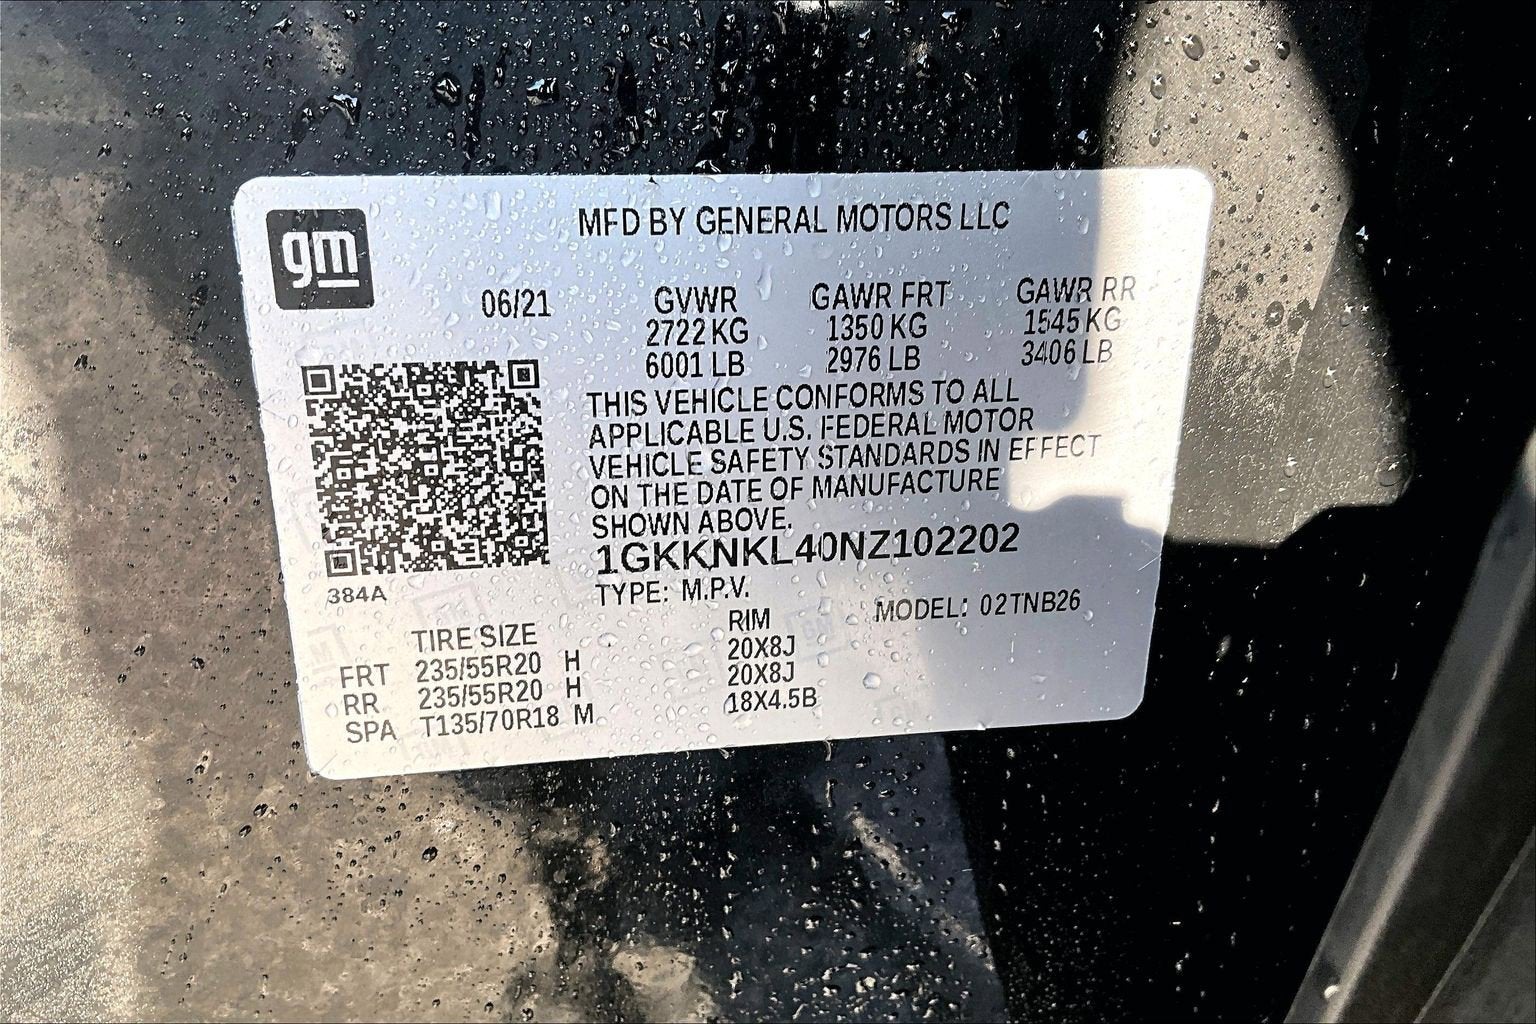 gm
MFD BY GENERAL MOTORS LLC
06/21 GVWR GAWR FRT GAWR RR
2722 KG 1350 KG 1545 KG
6001 LB 2976 LB 3406 LB
THIS VEHICLE CONFORMS TO ALL
APPLICABLE U.S. FEDERAL MOTOR
VEHICLE SAFETY STANDARDS IN EFFECT
ON THE DATE OF MANUFACTURE
SHOWN ABOVE.
1GKKNKL40NZ102202
384A
TYPE: M.P.V. MODEL: 02TNB26
TIRE SIZE RIM
FRT 235/55R20 H 20X8J
RR 235/55R20 H 20X8J
SPA T135/70R18 M 18X4.5B